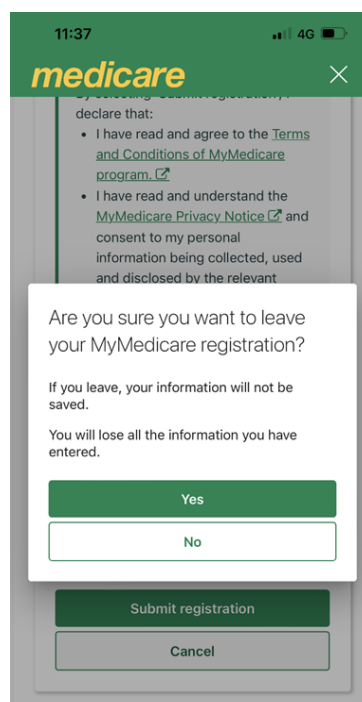 11:37
4G
medicare
declare that:
• I have read and agree to the Terms
and Conditions of MyMedicare
program.
• I have read and understand the
MyMedicare Privacy Notice and
consent to my personal
information being collected, used
and disclosed by the relevant
Are you sure you want to leave
your MyMedicare registration?
If you leave, your information will not be
saved.
You will lose all the information you have
entered.
Yes
No
Submit registration
Cancel